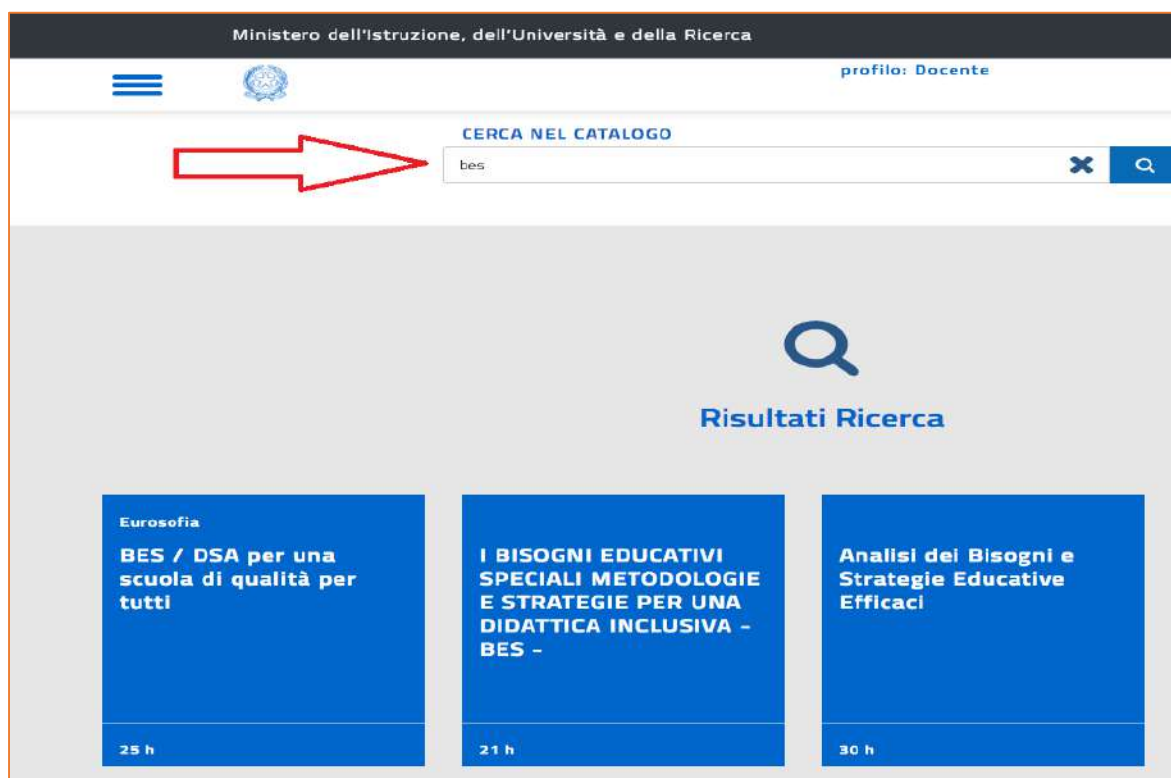 Ministero dell'Istruzione, dell'Università e della Ricerca
profilo: Docente
CERCA NEL CATALOGO
bes
Risultati Ricerca
Eurosofia
BES / DSA per una
scuola di qualità per
tutti
25 h
I BISOGNI EDUCATIVI
SPECIALI METODOLOGIE
E STRATEGIE PER UNA
DIDATTICA INCLUSIVA –
BES –
21 h
Analisi dei Bisogni e
Strategie Educative
Efficaci
30 h